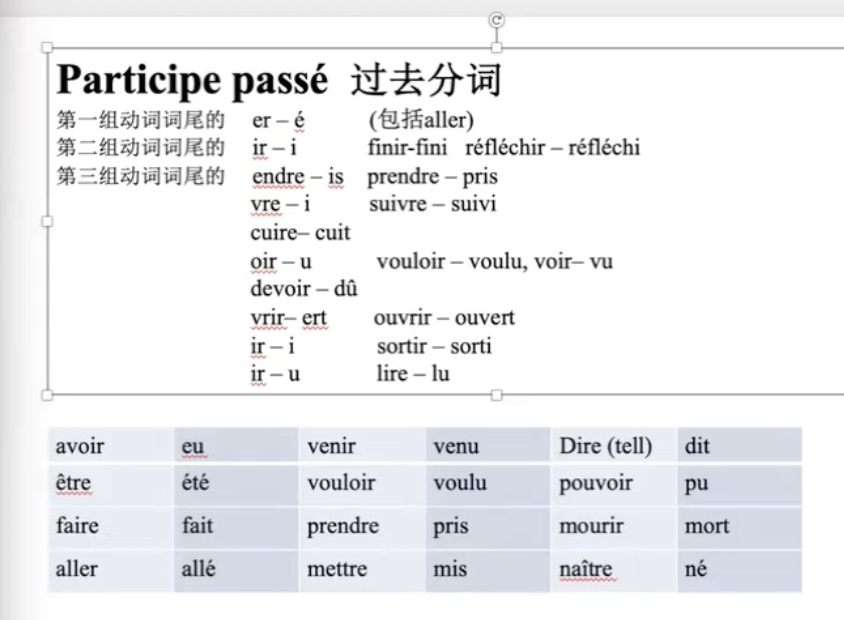 Participe passé 过去分词
第一组动词词尾的 er – é (包括aller)
第二组动词词尾的 ir – i finir-fini réfléchir – réfléchi
第三组动词词尾的 endre – is prendre – pris
vre – i suivre – suivi
cuire– cuit
oir – u vouloir – voulu, voir– vu
devoir – dû
vrir– ert ouvrir – ouvert
ir – i sortir – sorti
ir – u lire – lu
avoir eu venir venu Dire (tell) dit
être été vouloir voulu pouvoir pu
faire fait prendre pris mourir mort
aller allé mettre mis naître né